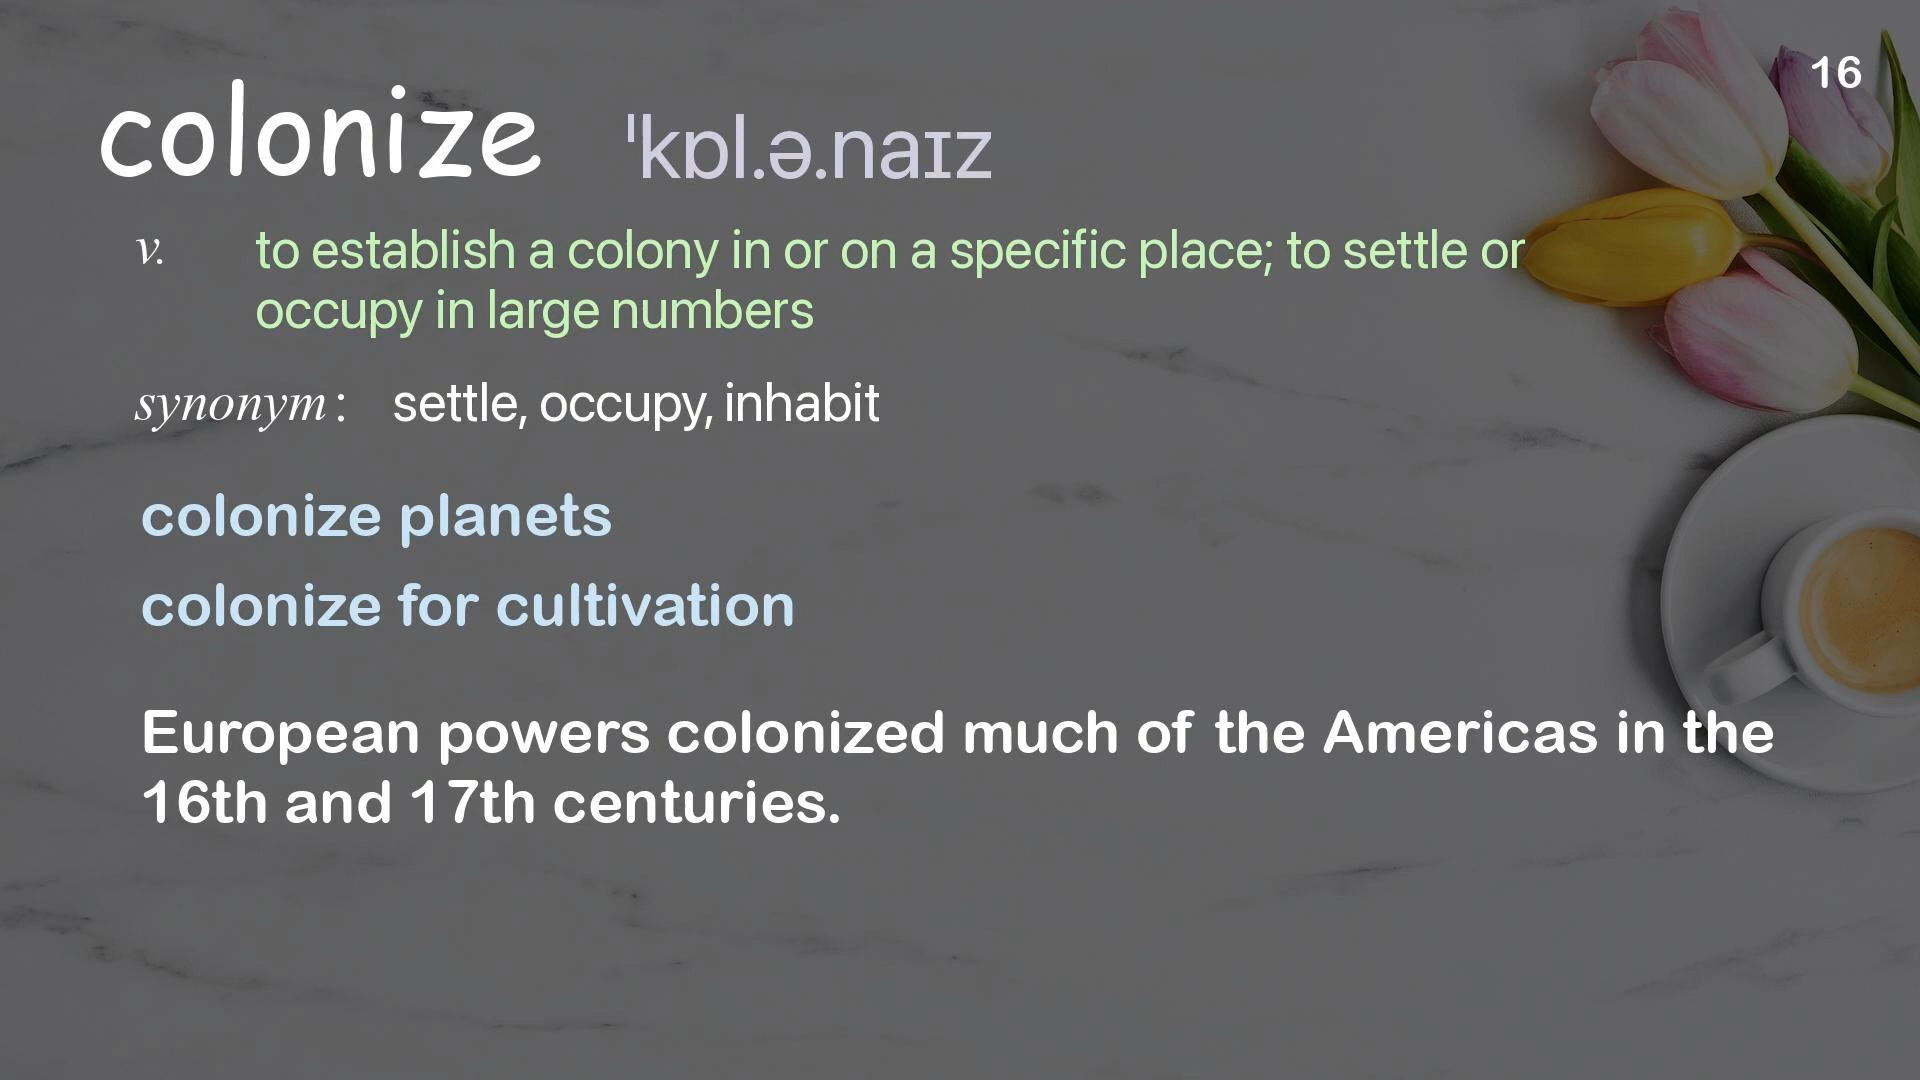 16
colonize ˈkɒl.ə.naɪz
v. to establish a colony in or on a specific place; to settle or
occupy in large numbers
synonym: settle, occupy, inhabit
colonize planets
colonize for cultivation
European powers colonized much of the Americas in the
16th and 17th centuries.